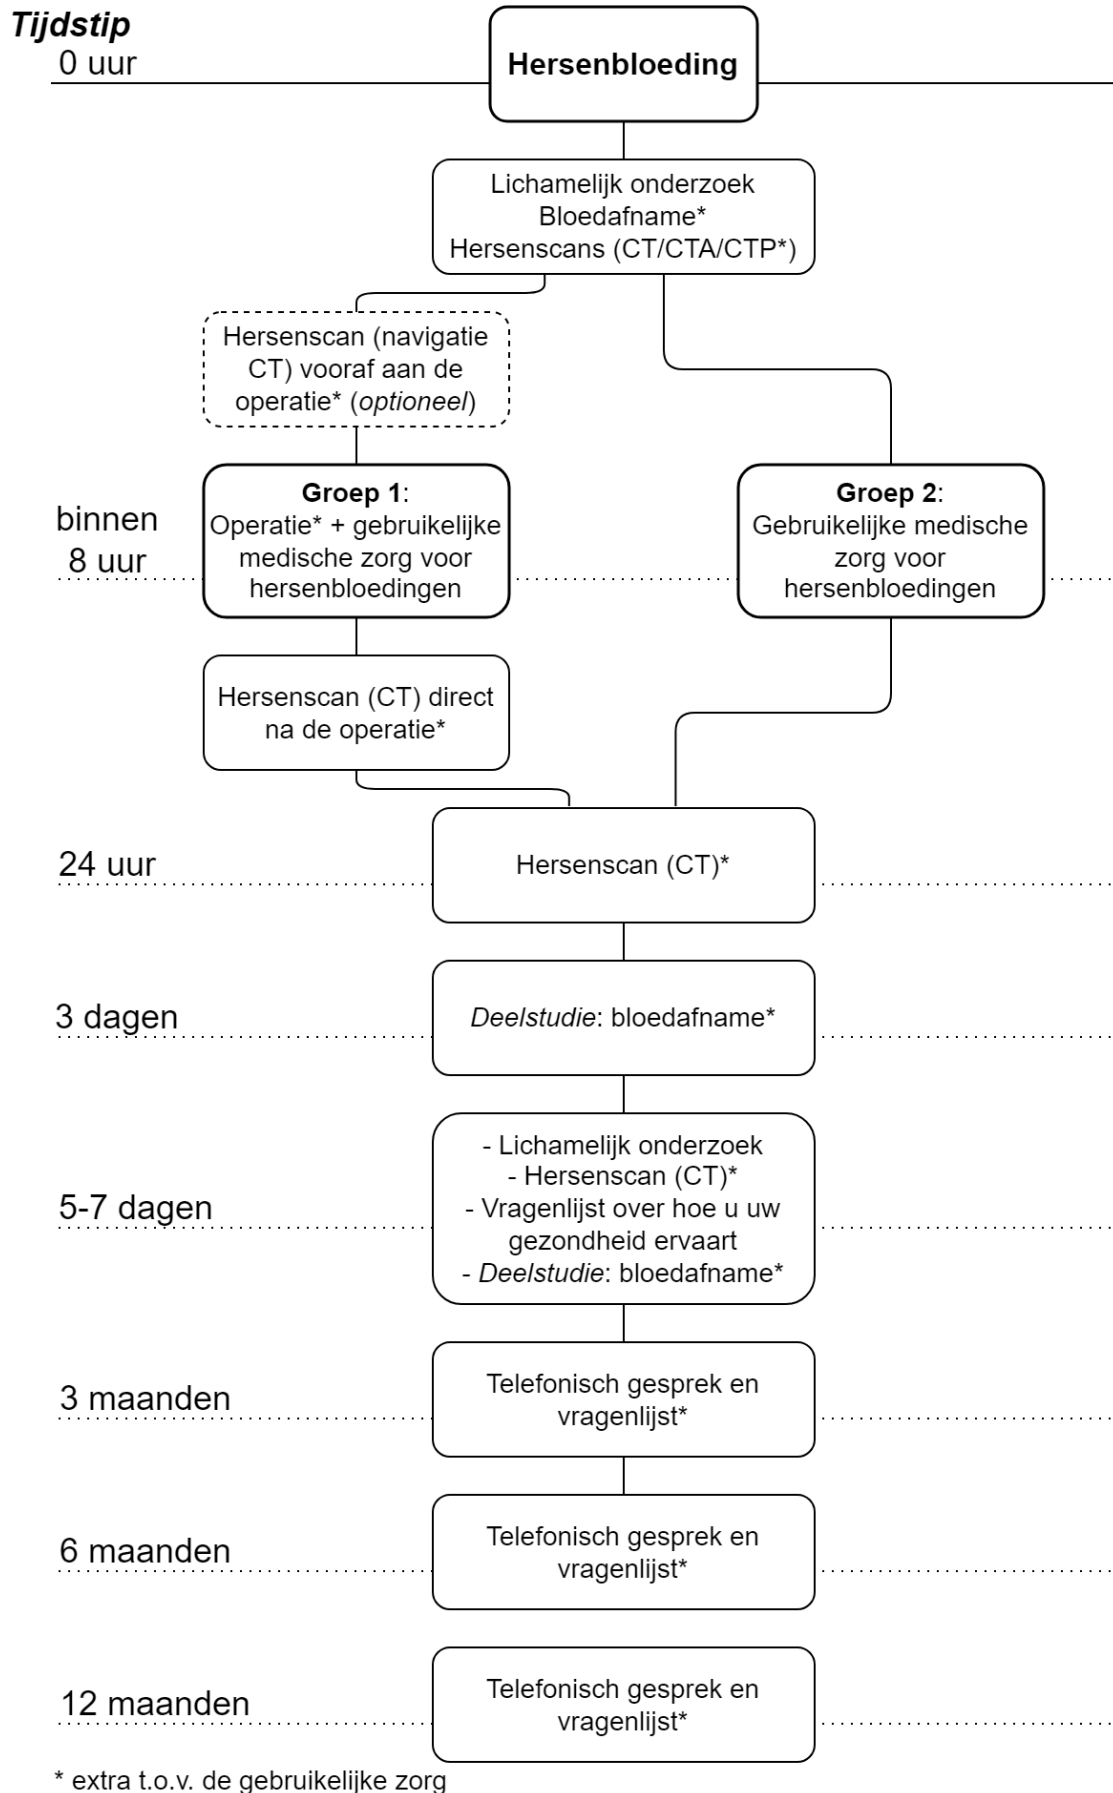 Tijdstip
0 uur
Hersenbloeding
Lichamelijk onderzoek
Bloedafname*
Hersenscans (CT/CTA/CTP*)
Hersenscan (navigatie
CT) vooraf aan de
operatie* (optioneel)
binnen
8 uur
Groep 1:
Operatie* + gebruikelijke
medische zorg voor
hersenbloedingen
Groep 2:
Gebruikelijke medische
zorg voor
hersenbloedingen
Hersenscan (CT) direct
na de operatie*
24 uur
Hersenscan (CT)*
3 dagen
Deelstudie: bloedafname*
5-7 dagen
- Lichamelijk onderzoek
- Hersenscan (CT)*
- Vragenlijst over hoe u uw
gezondheid ervaart
- Deelstudie: bloedafname*
3 maanden
Telefonisch gesprek en
vragenlijst*
6 maanden
Telefonisch gesprek en
vragenlijst*
12 maanden
Telefonisch gesprek en
vragenlijst*
* extra t.o.v. de gebruikelijke zorg